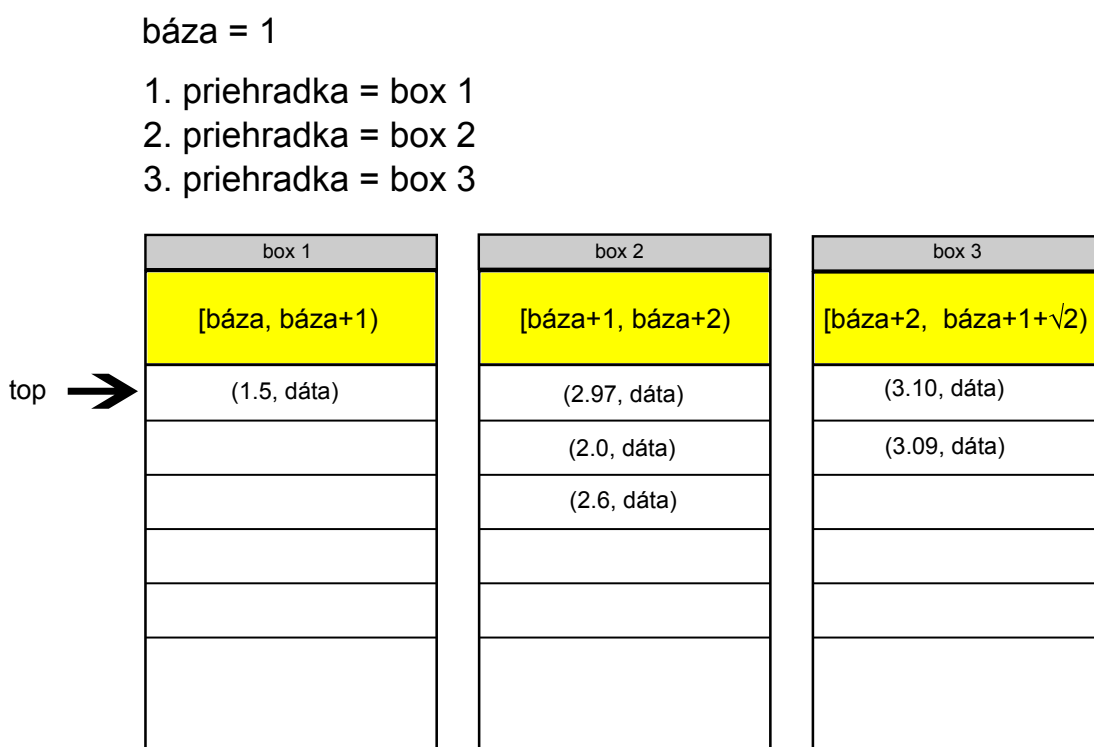 báza = 1
1. priehradka = box 1
2. priehradka = box 2
3. priehradka = box 3
box 1
box 2
box 3
[báza, báza+1)
[báza+1, báza+2)
[báza+2, báza+1+√2)
top
(1.5, dáta)
(2.97, dáta)
(3.10, dáta)
(2.0, dáta)
(3.09, dáta)
(2.6, dáta)